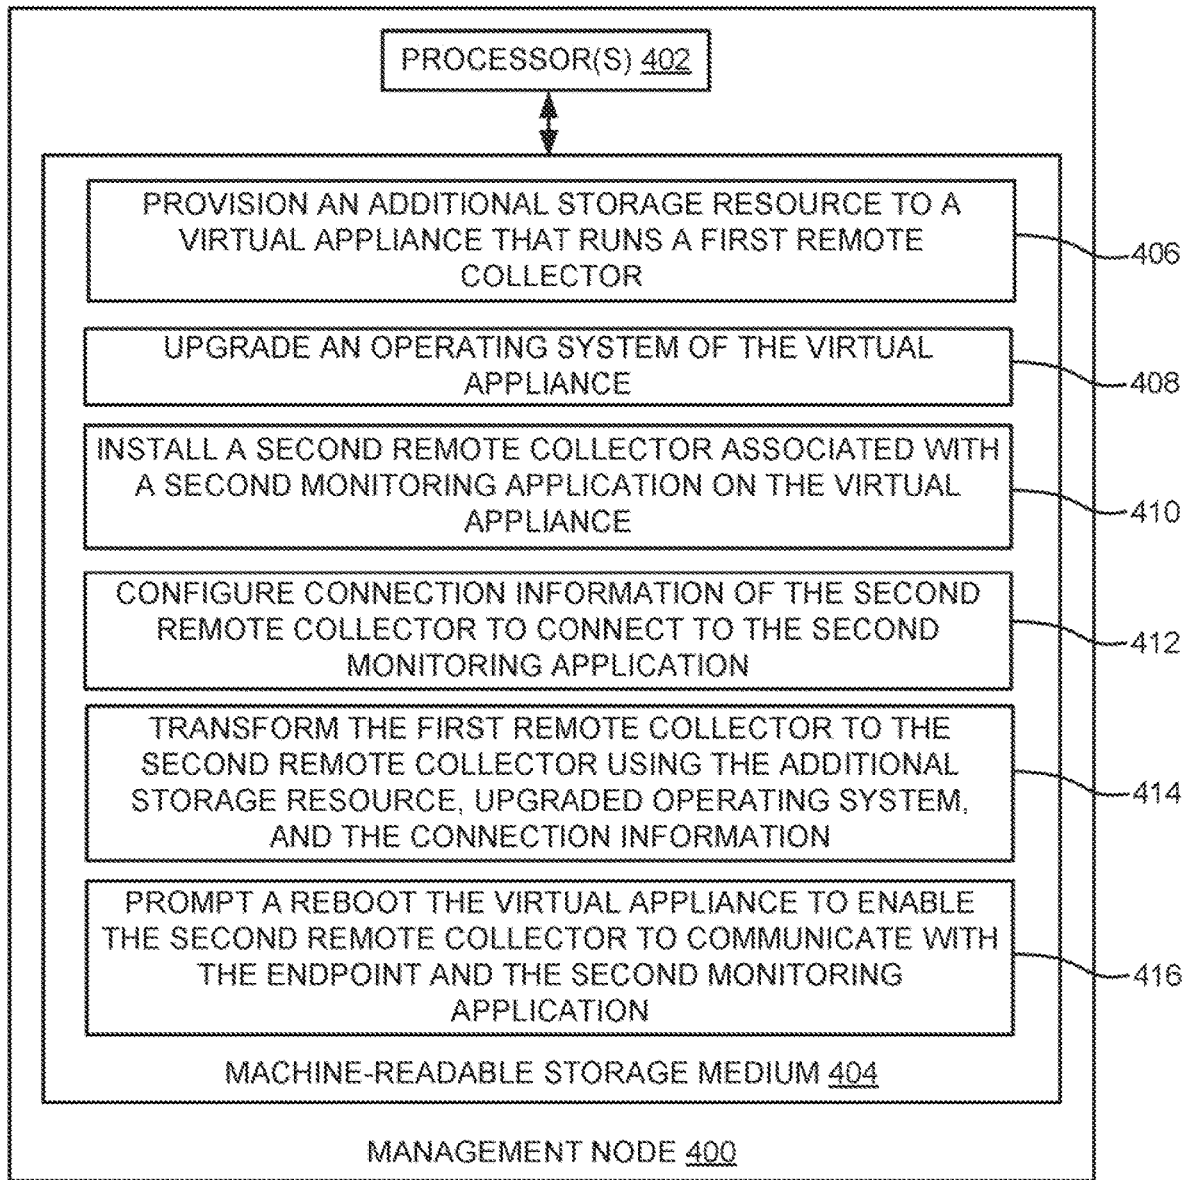 PROCESSOR(S) 402
PROVISION AN ADDITIONAL STORAGE RESOURCE TO A
VIRTUAL APPLIANCE THAT RUNS A FIRST REMOTE
COLLECTOR
406
UPGRADE AN OPERATING SYSTEM OF THE VIRTUAL
APPLIANCE
408
INSTALL A SECOND REMOTE COLLECTOR ASSOCIATED WITH
A SECOND MONITORING APPLICATION ON THE VIRTUAL
APPLIANCE
410
CONFIGURE CONNECTION INFORMATION OF THE SECOND
REMOTE COLLECTOR TO CONNECT TO THE SECOND
MONITORING APPLICATION
412
TRANSFORM THE FIRST REMOTE COLLECTOR TO THE
SECOND REMOTE COLLECTOR USING THE ADDITIONAL
STORAGE RESOURCE, UPGRADED OPERATING SYSTEM,
AND THE CONNECTION INFORMATION
414
PROMPT A REBOOT THE VIRTUAL APPLIANCE TO ENABLE
THE SECOND REMOTE COLLECTOR TO COMMUNICATE WITH
THE ENDPOINT AND THE SECOND MONITORING
APPLICATION
416
MACHINE-READABLE STORAGE MEDIUM 404
MANAGEMENT NODE 400